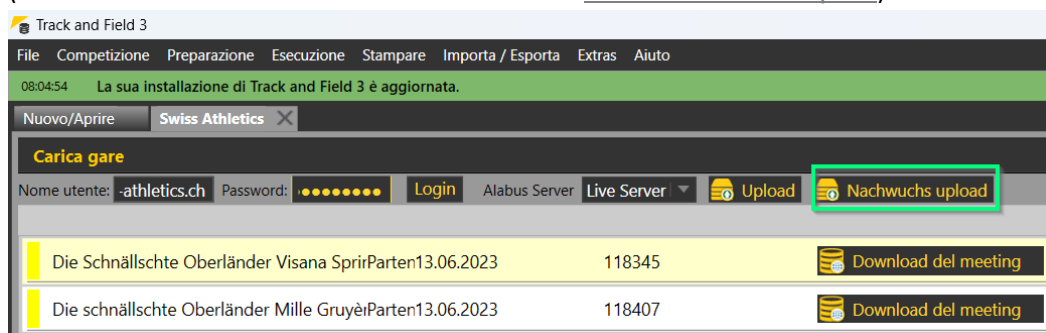 Track and Field 3
File Competizione Preparazione Esecuzione Stampare Importa / Esporta Extras Aiuto
08:04:54 La sua installazione di Track and Field 3 è aggiornata.
Nuovo/Aprire Swiss Athletics
Carica gare
Nome utente: -athletics.ch Password: Login Alabus Server Live Server Upload Nachwuchs upload
Die Schnällschte Oberländer Visana SprirParten13.06.2023 118345 Download del meeting
Die schnällschte Oberländer Mille GruyèrParten13.06.2023 118407 Download del meeting